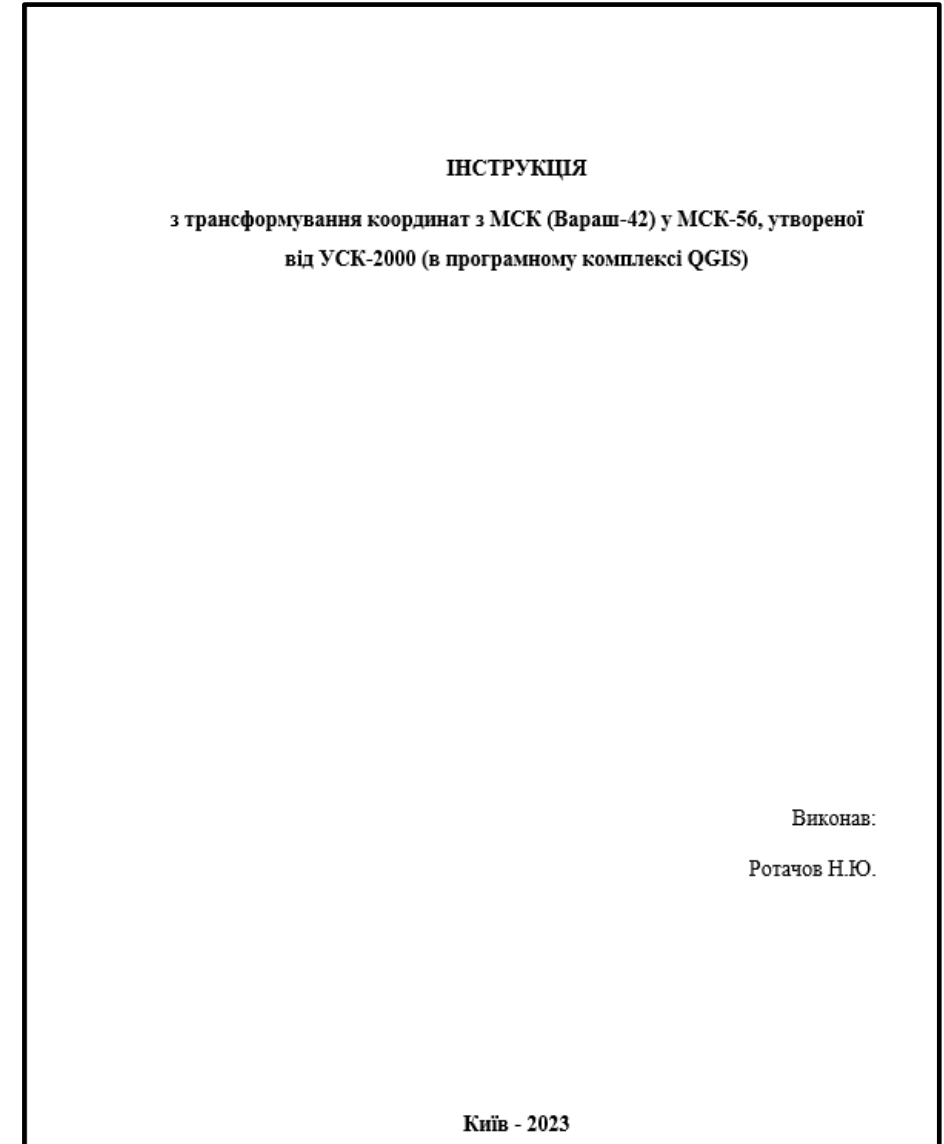 ІНСТРУКЦІЯ
з трансформування координат з МСК (Вараш-42) у МСК-56, утвореної
від УСК-2000 (в програмному комплексі QGIS)
Виконав:
Ротачов Н.Ю.
Київ - 2023